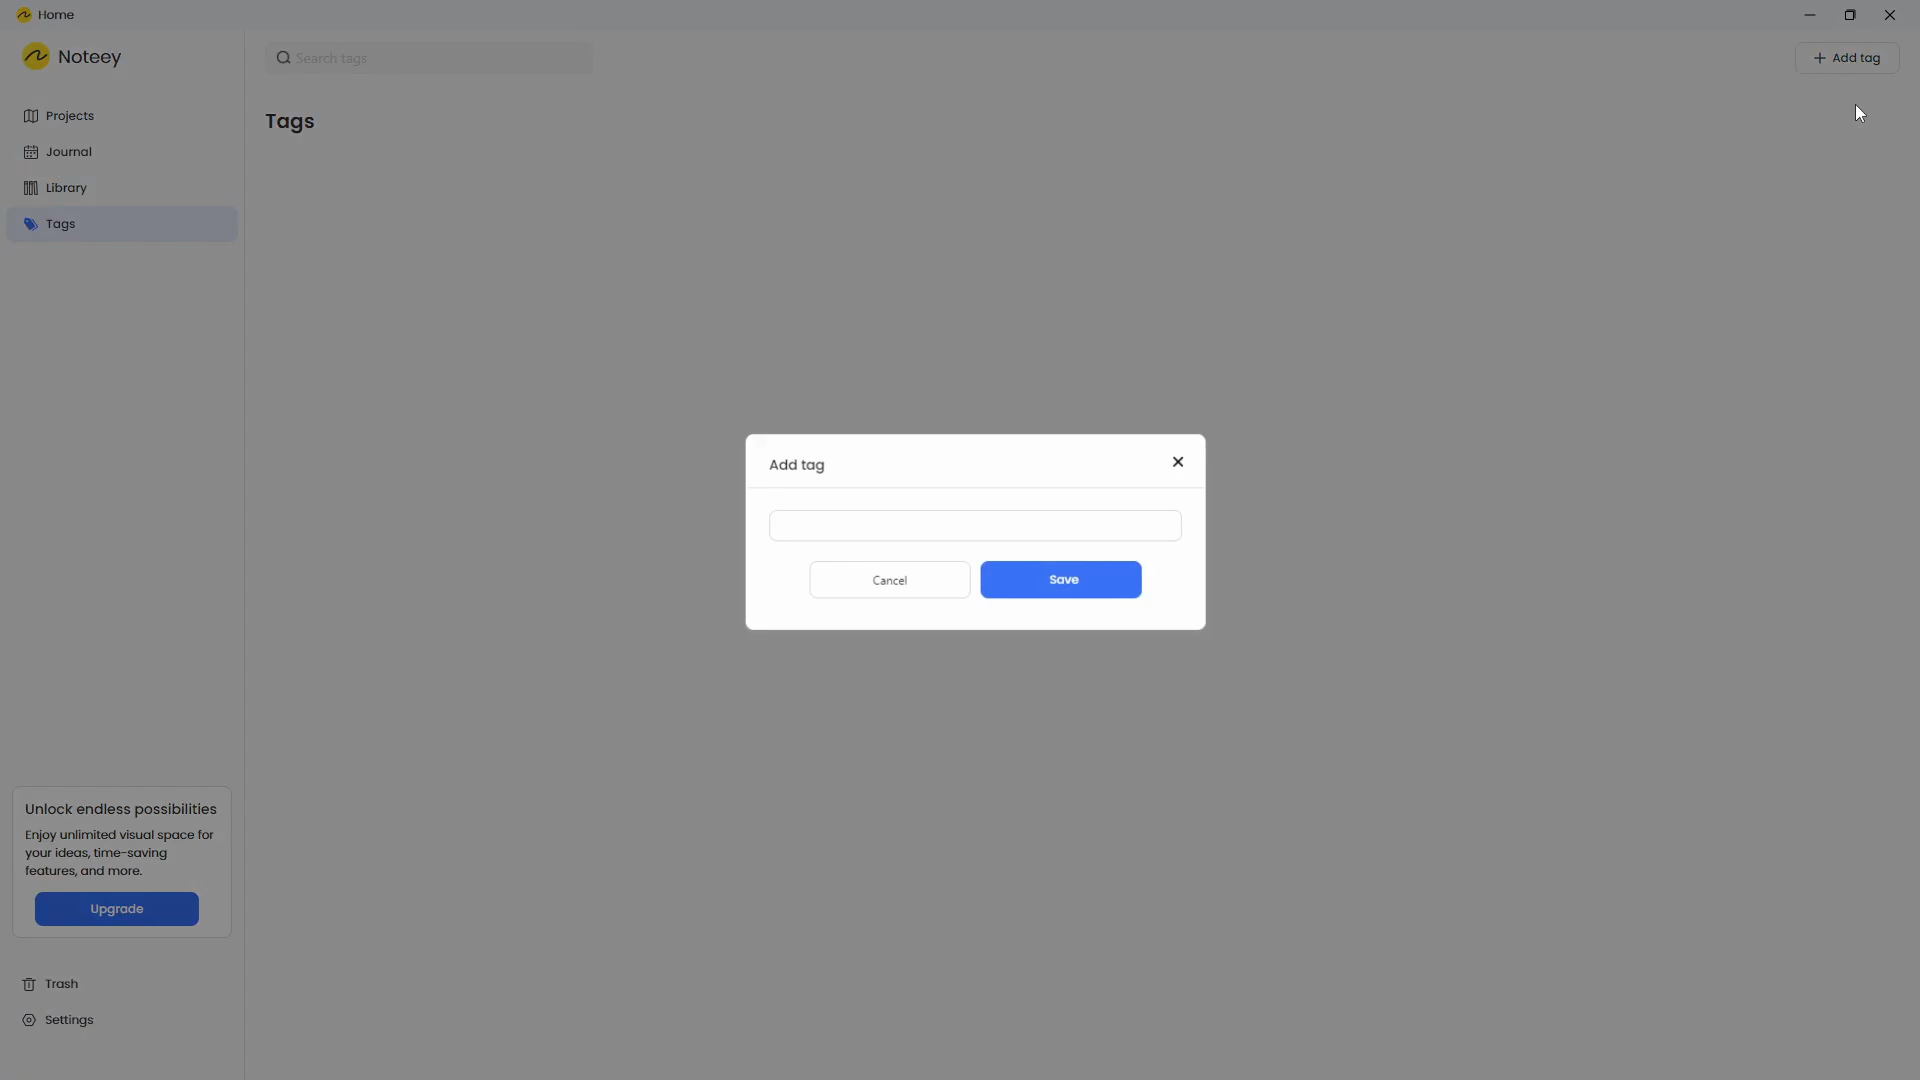 Home
Noteey
Search tags
Add tag
Projects
Tags
Journal
Library
Tags
Add tag
Cancel
Save
Unlock endless possibilities
Enjoy unlimited visual space for
your ideas, time-saving
features, and more.
Upgrade
Trash
Settings